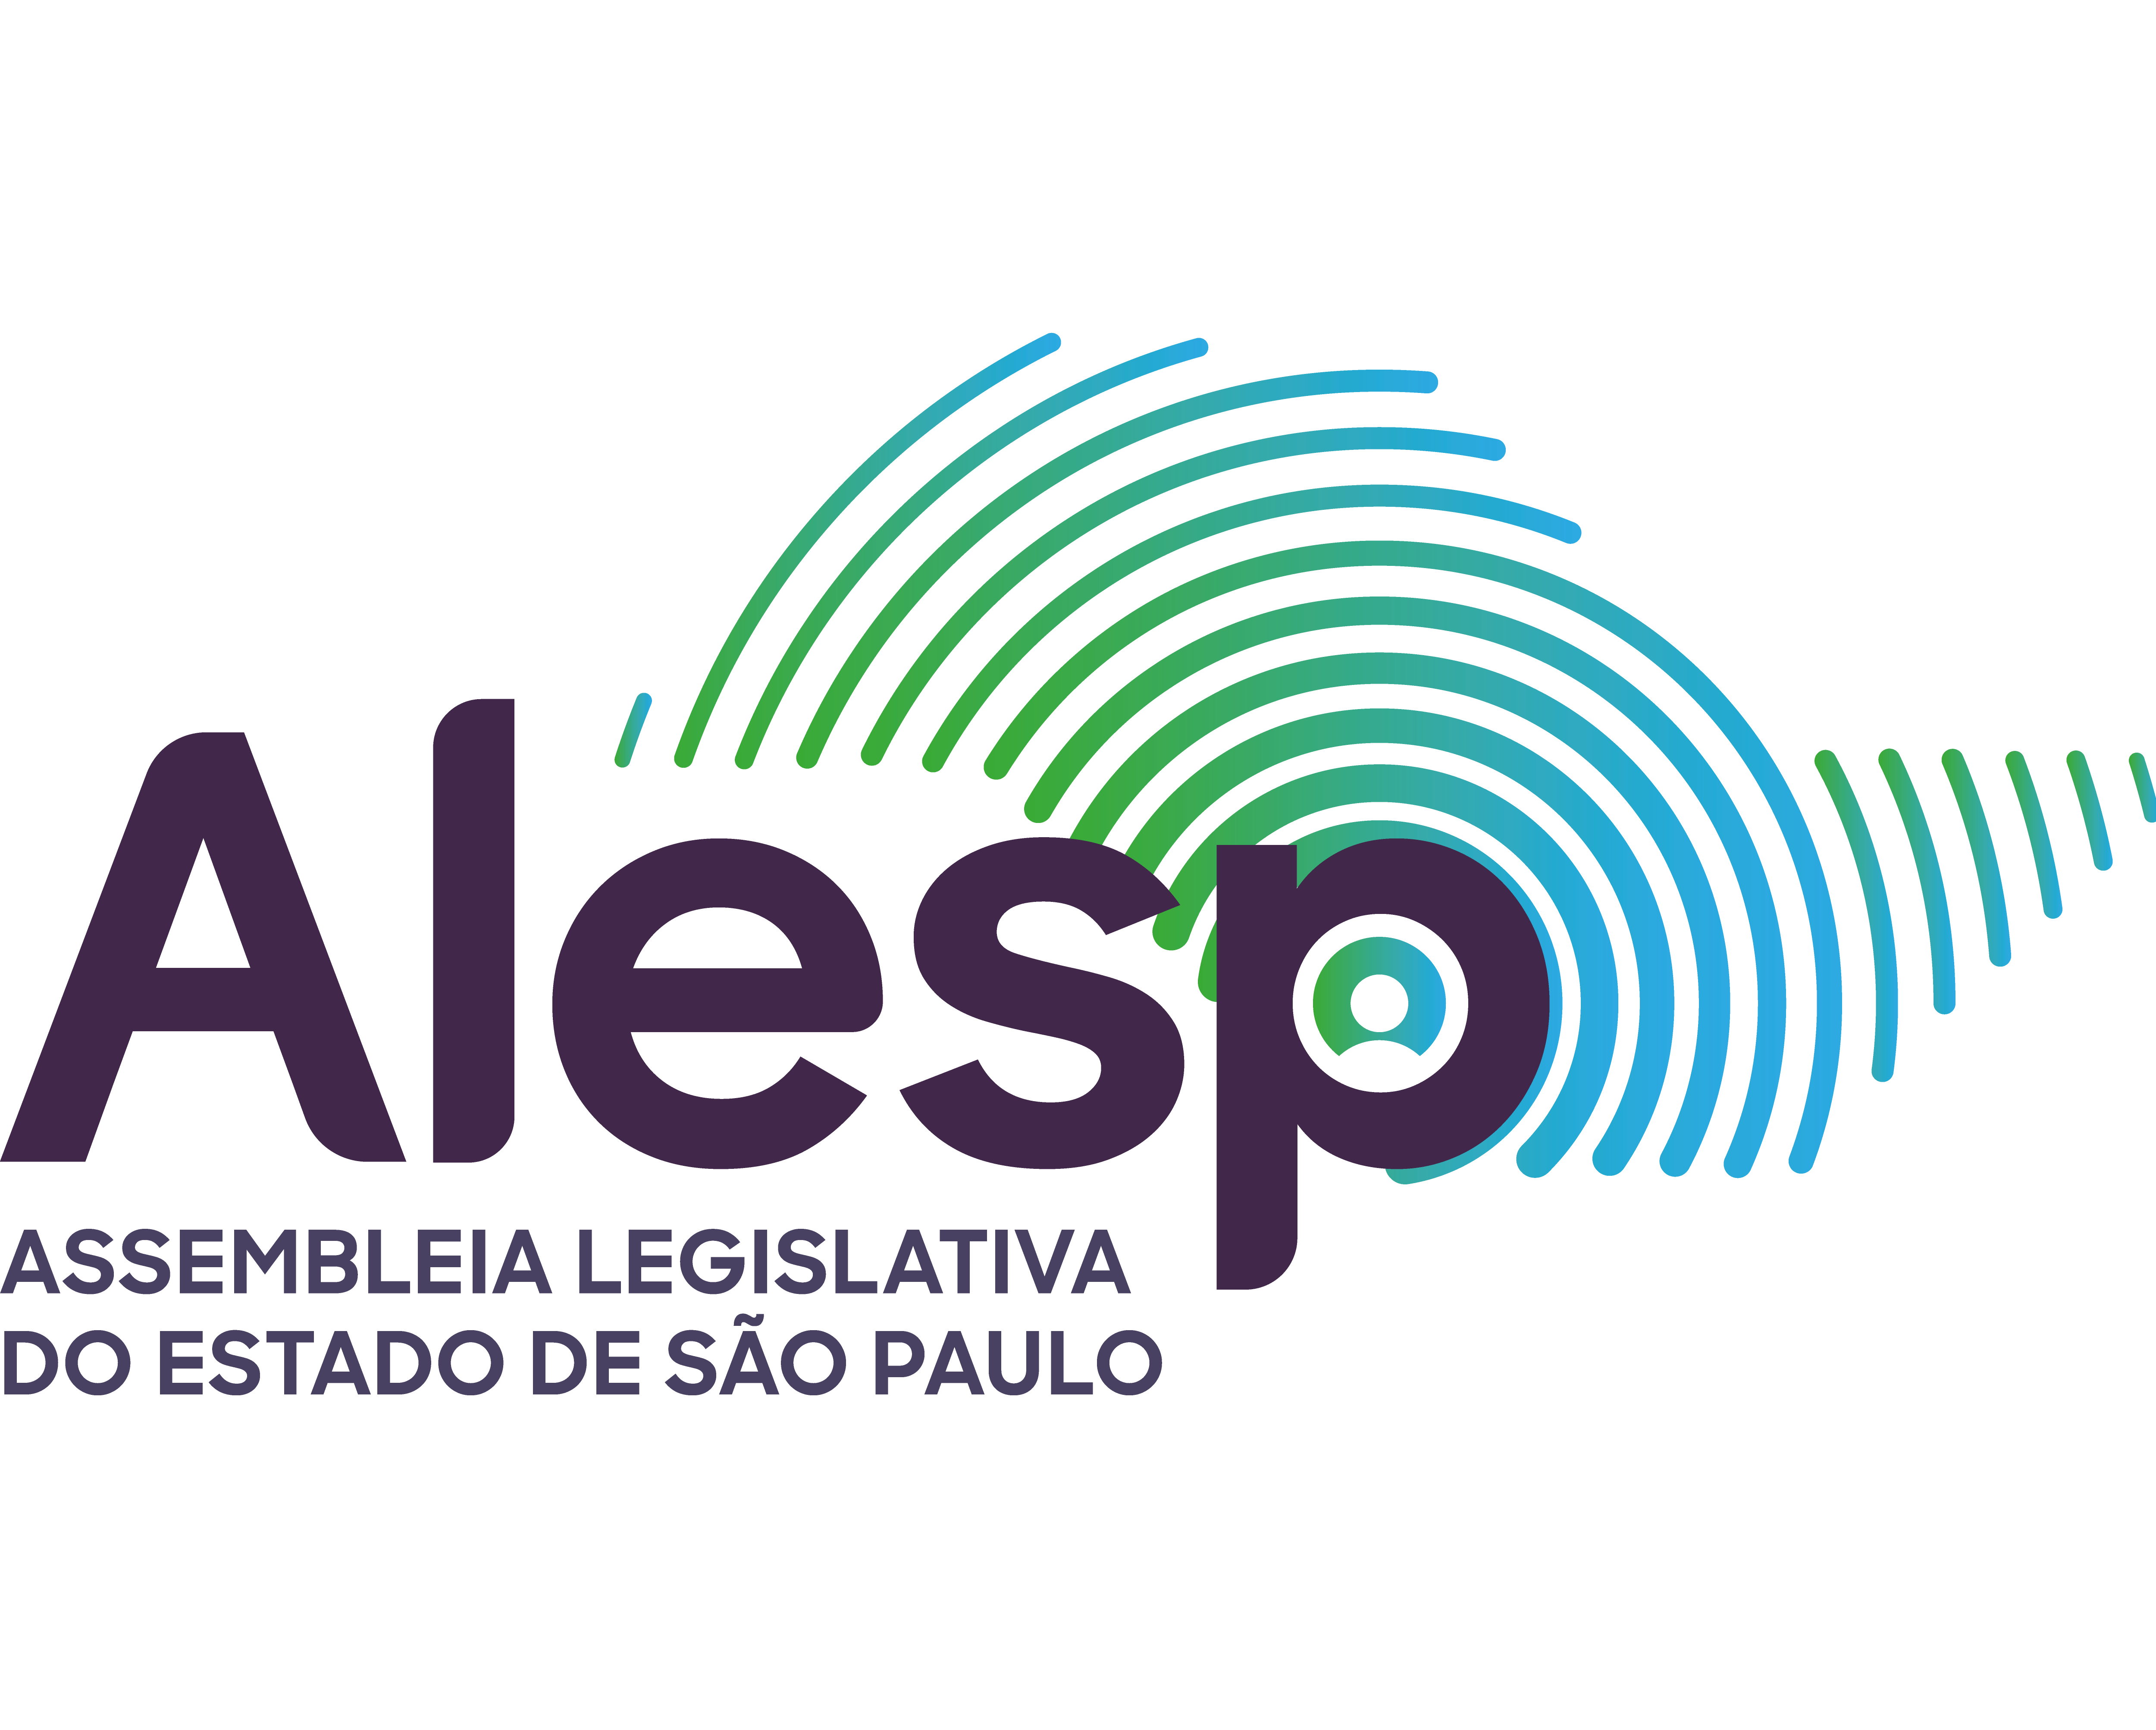 Alesp
ASSEMBLEIA LEGISLATIVA
DO ESTADO DE SÃO PAULO